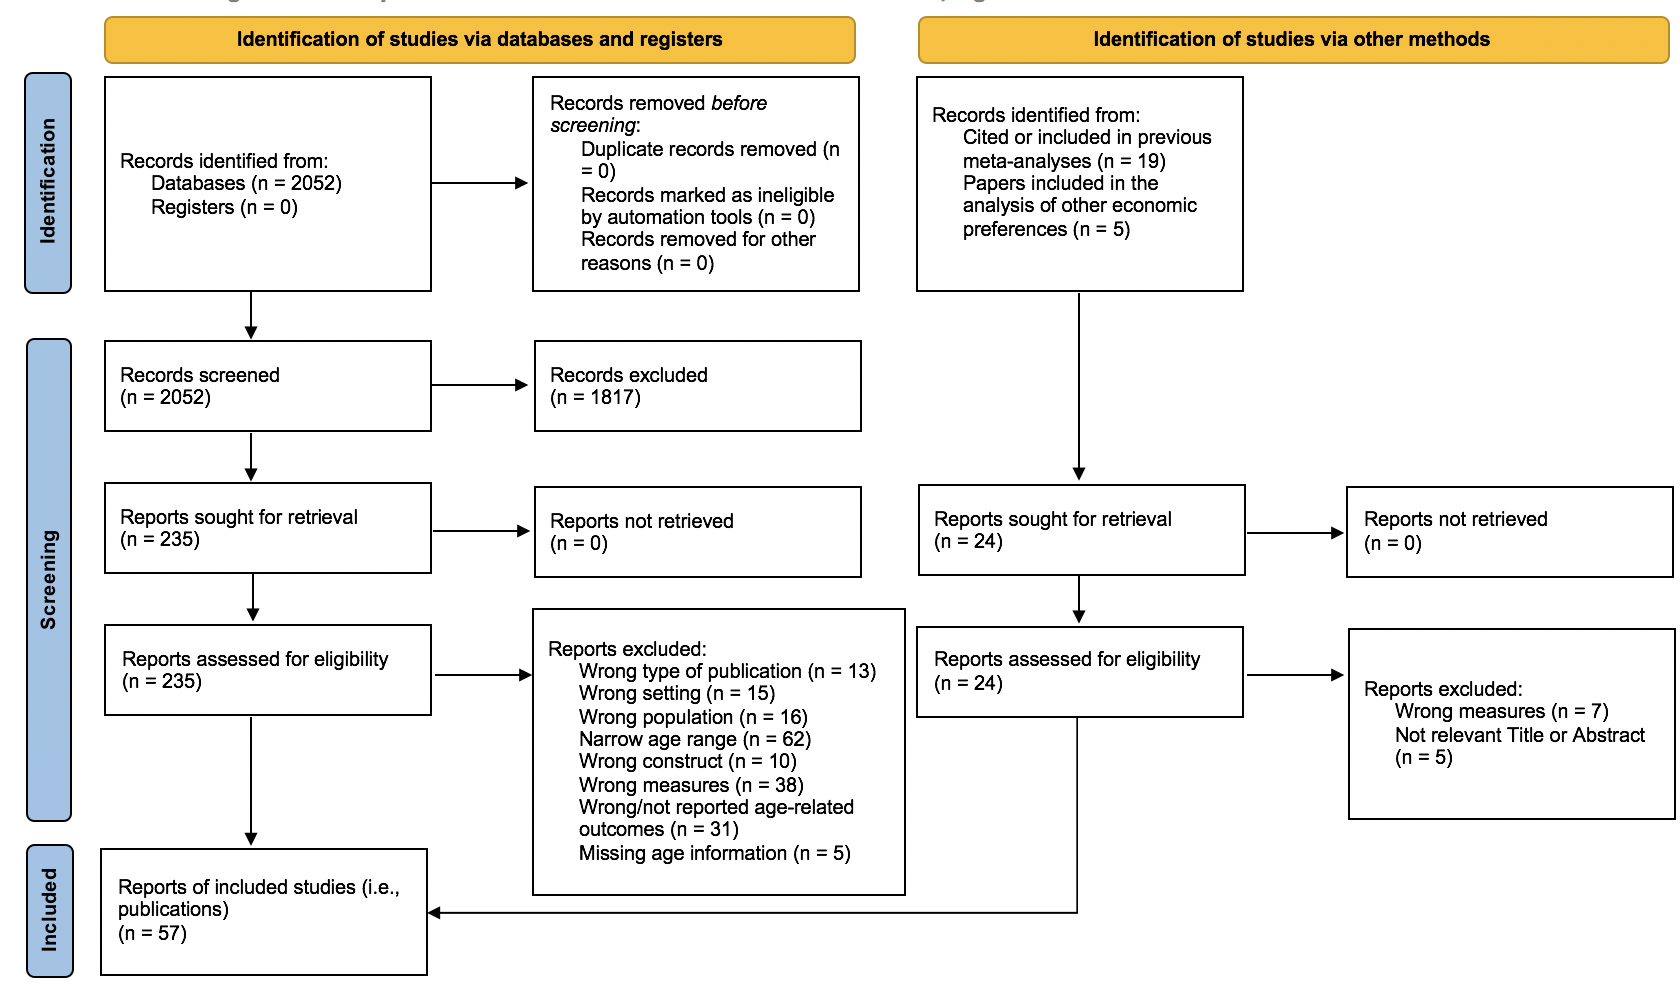 Identification of studies via databases and registers
Identification of studies via other methods
Identification
Records identified from:
Databases (n = 2052)
Registers (n = 0)
Records removed before
screening:
Duplicate records removed (n
= 0)
Records marked as ineligible
by automation tools (n = 0)
Records removed for other
reasons (n = 0)
Records identified from:
Cited or included in previous
meta-analyses (n = 19)
Papers included in the
analysis of other economic
preferences (n = 5)
Screening
Records screened
(n = 2052)
Records excluded
(n = 1817)
Reports sought for retrieval
(n = 235)
Reports not retrieved
(n = 0)
Reports sought for retrieval
(n = 24)
Reports not retrieved
(n = 0)
Reports assessed for eligibility
(n = 235)
Reports excluded:
Wrong type of publication (n = 13)
Wrong setting (n = 15)
Wrong population (n = 16)
Narrow age range (n = 62)
Wrong construct (n = 10)
Wrong measures (n = 38)
Wrong/not reported age-related
outcomes (n = 31)
Missing age information (n = 5)
Reports assessed for eligibility
(n = 24)
Reports excluded:
Wrong measures (n = 7)
Not relevant Title or Abstract
(n = 5)
Included
Reports of included studies (i.e.,
publications)
(n = 57)